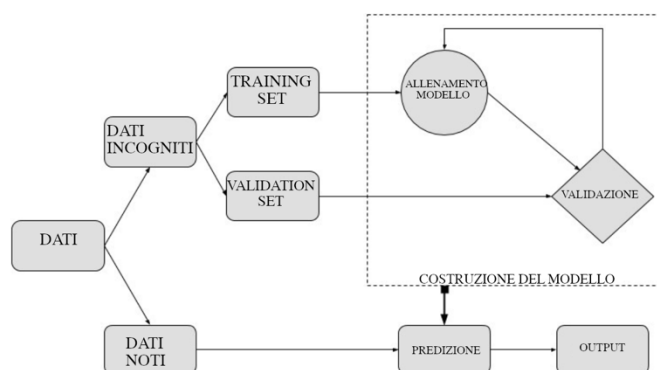 TRAINING
SET
ALLENAMENTO
MODELLO
DATI
INCOGNITI
VALIDATION
SET
VALIDAZIONE
DATI
COSTRUZIONE DEL MODELLO
DATI
NOTI
PREDIZIONE
OUTPUT